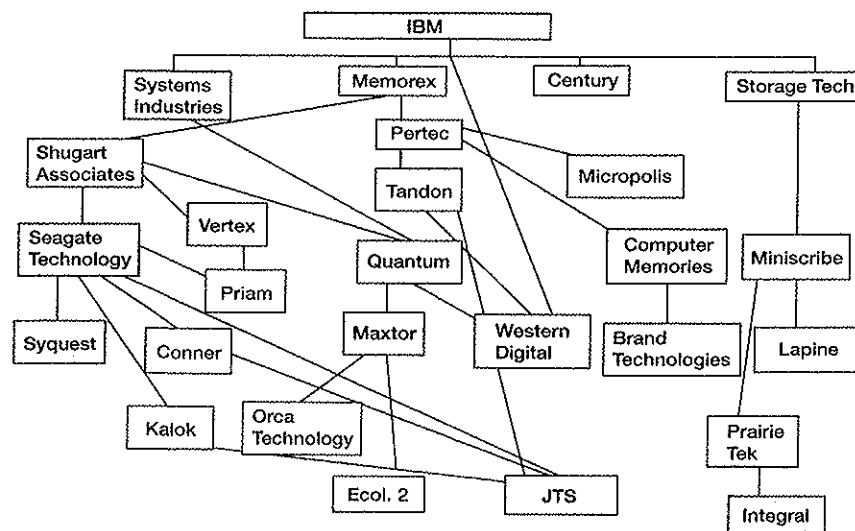 IBM
Systems
Industries
Memorex
Century
Storage Tech
Shugart
Associates
Pertec
Micropolis
Tandon
Vertex
Seagate
Technology
Quantum
Computer
Memories
Miniscribe
Priam
Syquest
Conner
Maxtor
Western
Digital
Brand
Technologies
Lapine
Kalok
Orca
Technology
Prairie
Tek
Ecol. 2
JTS
Integral